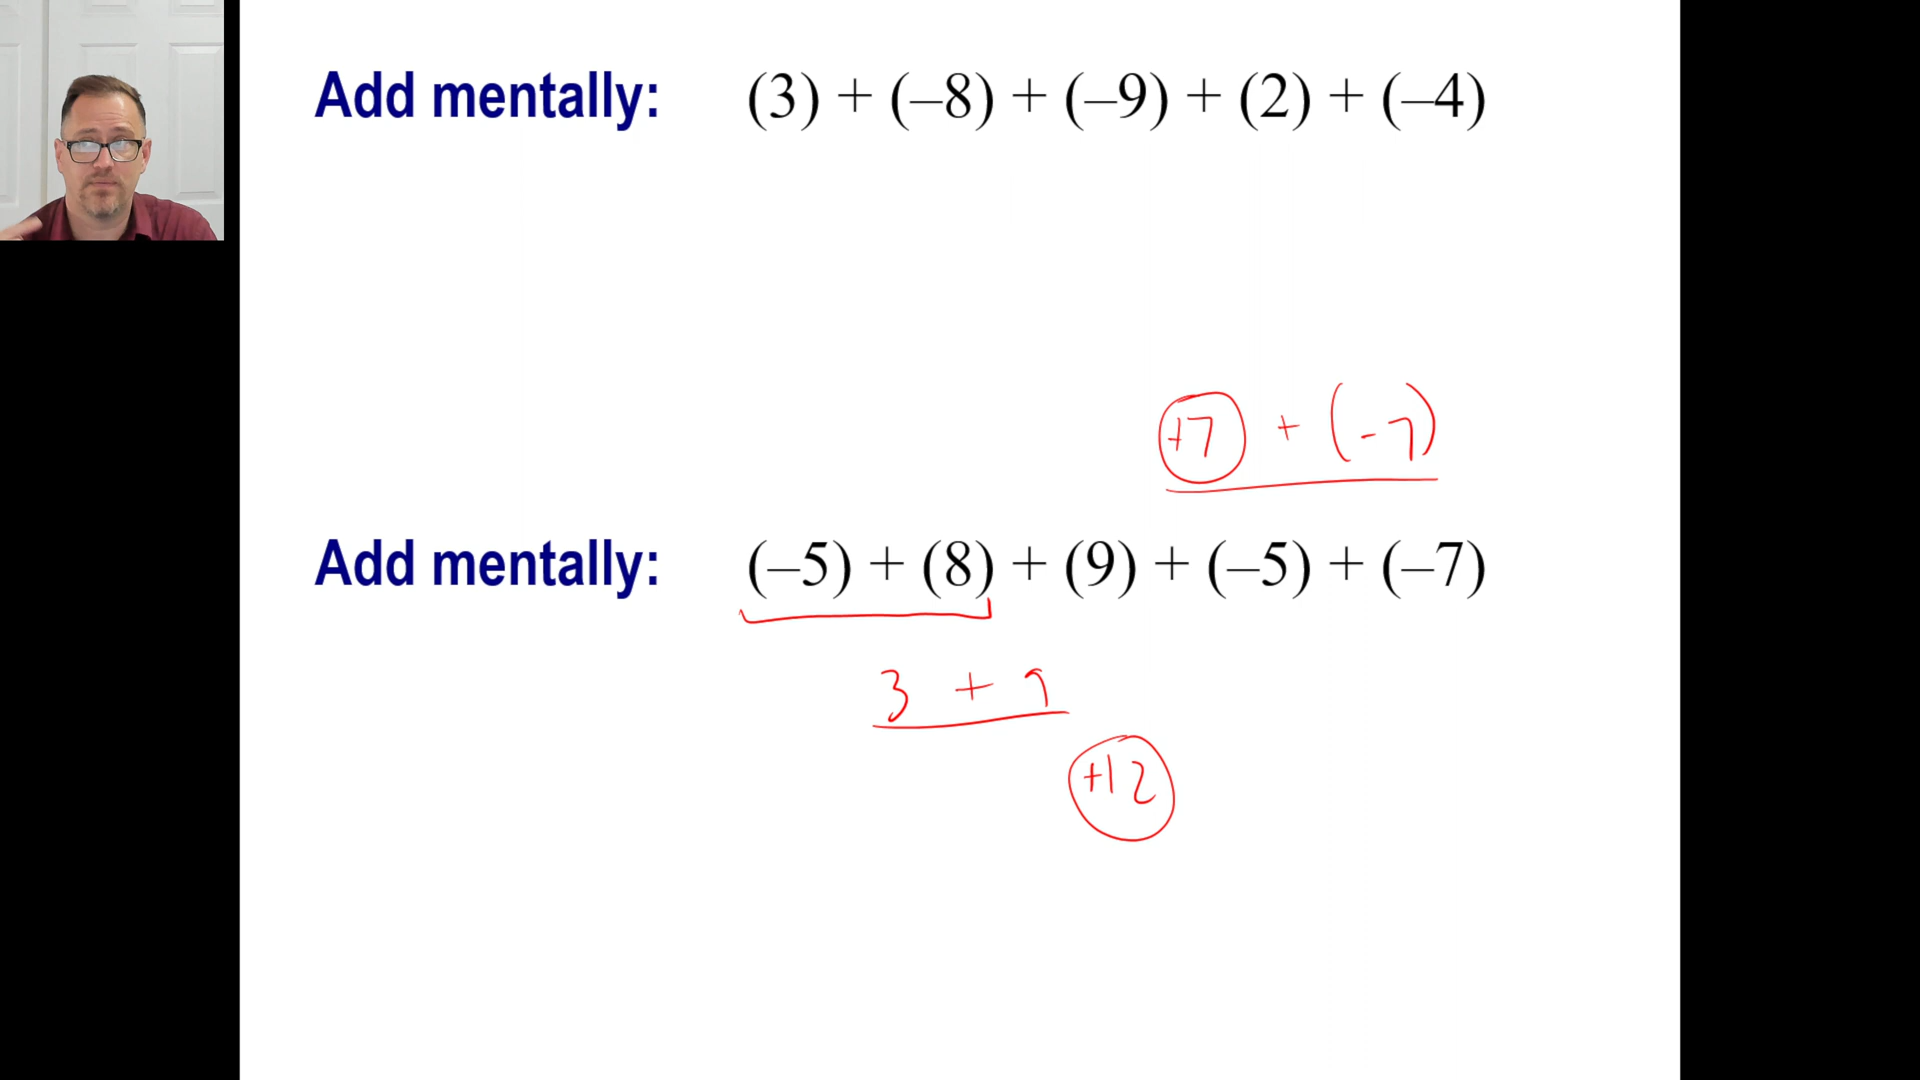 Add mentally: (3) + (–8) + (–9) + (2) + (–4)
+7 + (-7)
Add mentally: (–5) + (8) + (9) + (–5) + (–7)
3 + 9
+12